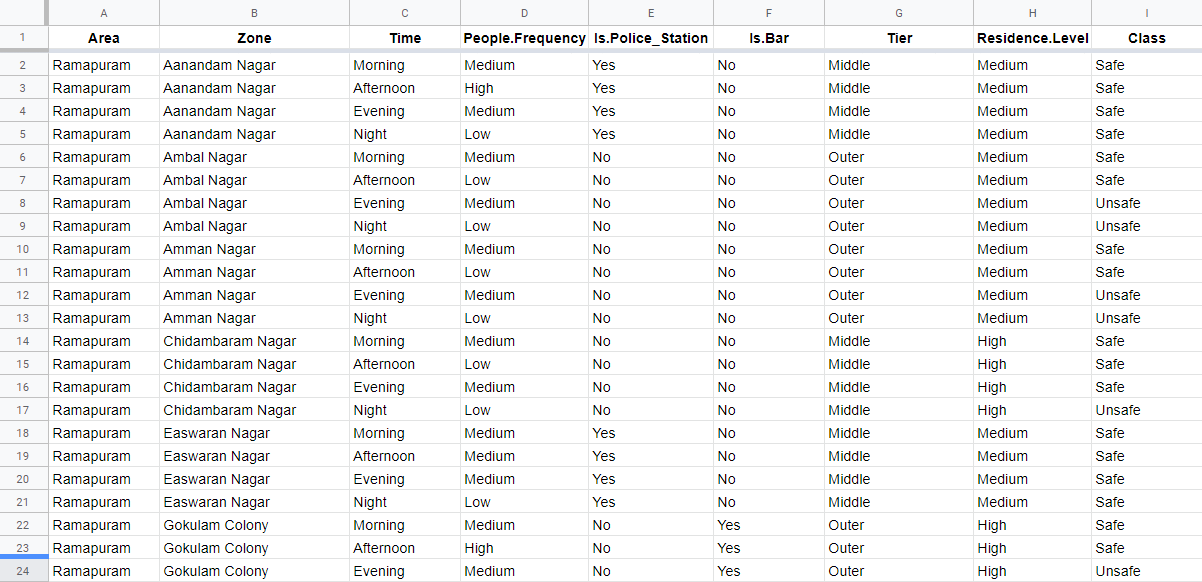 A B C D E F G H I
1 Area Zone Time People.Frequency Is.Police_Station Is.Bar Tier Residence.Level Class
2 Ramapuram Aanandam Nagar Morning Medium Yes No Middle Medium Safe
3 Ramapuram Aanandam Nagar Afternoon High Yes No Middle Medium Safe
4 Ramapuram Aanandam Nagar Evening Medium Yes No Middle Medium Safe
5 Ramapuram Aanandam Nagar Night Low Yes No Middle Medium Safe
6 Ramapuram Ambal Nagar Morning Medium No No Outer Medium Safe
7 Ramapuram Ambal Nagar Afternoon Low No No Outer Medium Safe
8 Ramapuram Ambal Nagar Evening Medium No No Outer Medium Unsafe
9 Ramapuram Ambal Nagar Night Low No No Outer Medium Unsafe
10 Ramapuram Amman Nagar Morning Medium No No Outer Medium Safe
11 Ramapuram Amman Nagar Afternoon Low No No Outer Medium Safe
12 Ramapuram Amman Nagar Evening Medium No No Outer Medium Unsafe
13 Ramapuram Amman Nagar Night Low No No Outer Medium Unsafe
14 Ramapuram Chidambaram Nagar Morning Medium No No Middle High Safe
15 Ramapuram Chidambaram Nagar Afternoon Low No No Middle High Safe
16 Ramapuram Chidambaram Nagar Evening Medium No No Middle High Safe
17 Ramapuram Chidambaram Nagar Night Low No No Middle High Unsafe
18 Ramapuram Easwaran Nagar Morning Medium Yes No Middle Medium Safe
19 Ramapuram Easwaran Nagar Afternoon Medium Yes No Middle Medium Safe
20 Ramapuram Easwaran Nagar Evening Medium Yes No Middle Medium Safe
21 Ramapuram Easwaran Nagar Night Low Yes No Middle Medium Safe
22 Ramapuram Gokulam Colony Morning Medium No Yes Outer High Safe
23 Ramapuram Gokulam Colony Afternoon High No Yes Outer High Safe
24 Ramapuram Gokulam Colony Evening Medium No Yes Outer High Unsafe